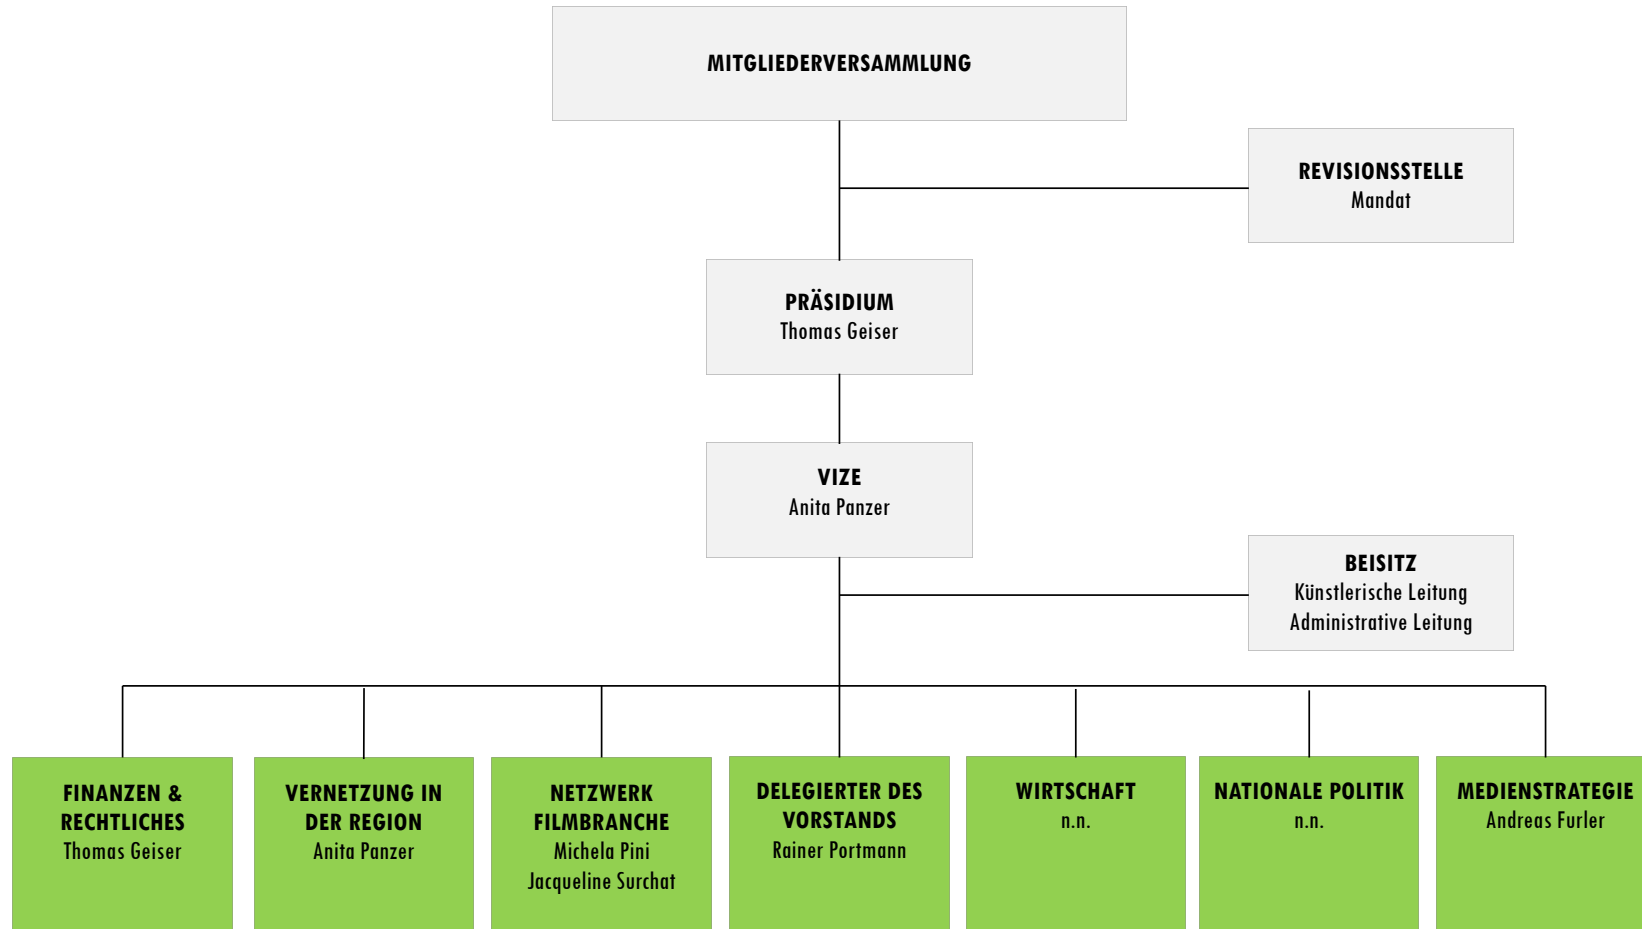 MITGLIEDERVERSAMMLUNG
REVISIONSSTELLE
Mandat
PRÄSIDIUM
Thomas Geiser
VIZE
Anita Panzer
BEISITZ
Künstlerische Leitung
Administrative Leitung
FINANZEN &
RECHTLICHES
Thomas Geiser
VERNETZUNG IN
DER REGION
Anita Panzer
NETZWERK
FILMBRANCHE
Michela Pini
Jacqueline Surchat
DELEGIERTER DES
VORSTANDS
Rainer Portmann
WIRTSCHAFT
n.n.
NATIONALE POLITIK
n.n.
MEDIENSTRATEGIE
Andreas Furler